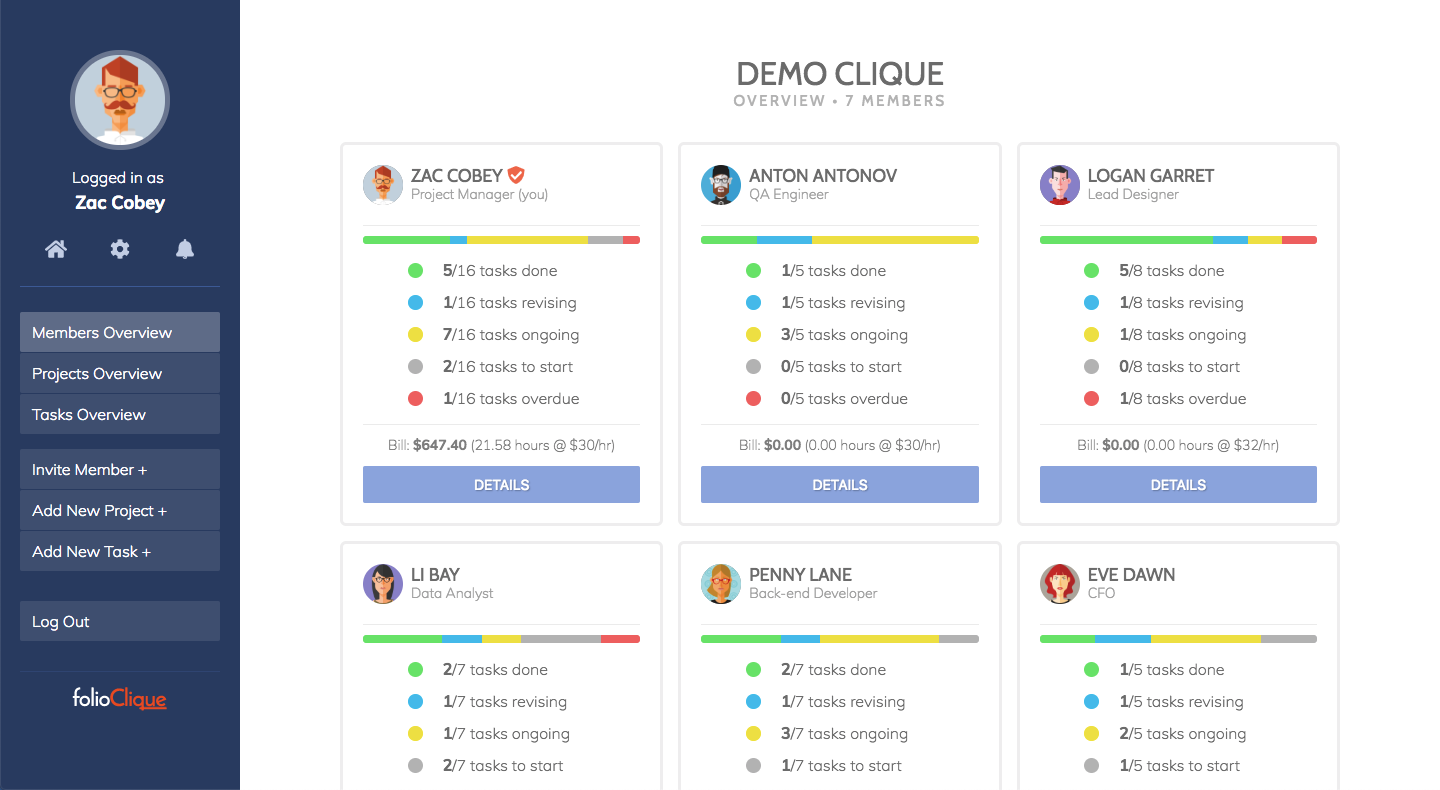 Logged in as
Zac Cobey
Members Overview
Projects Overview
Tasks Overview
Invite Member +
Add New Project +
Add New Task +
Log Out
folioClique
DEMO CLIQUE
OVERVIEW • 7 MEMBERS
ZAC COBEY
Project Manager (you)
5/16 tasks done
1/16 tasks revising
7/16 tasks ongoing
2/16 tasks to start
1/16 tasks overdue
Bill: $647.40 (21.58 hours @ $30/hr)
DETAILS
ANTON ANTONOV
QA Engineer
1/5 tasks done
1/5 tasks revising
3/5 tasks ongoing
0/5 tasks to start
0/5 tasks overdue
Bill: $0.00 (0.00 hours @ $30/hr)
DETAILS
LOGAN GARRET
Lead Designer
5/8 tasks done
1/8 tasks revising
1/8 tasks ongoing
0/8 tasks to start
1/8 tasks overdue
Bill: $0.00 (0.00 hours @ $32/hr)
DETAILS
LI BAY
Data Analyst
2/7 tasks done
1/7 tasks revising
1/7 tasks ongoing
2/7 tasks to start
PENNY LANE
Back-end Developer
2/7 tasks done
1/7 tasks revising
3/7 tasks ongoing
1/7 tasks to start
EVE DAWN
CFO
1/5 tasks done
1/5 tasks revising
2/5 tasks ongoing
1/5 tasks to start